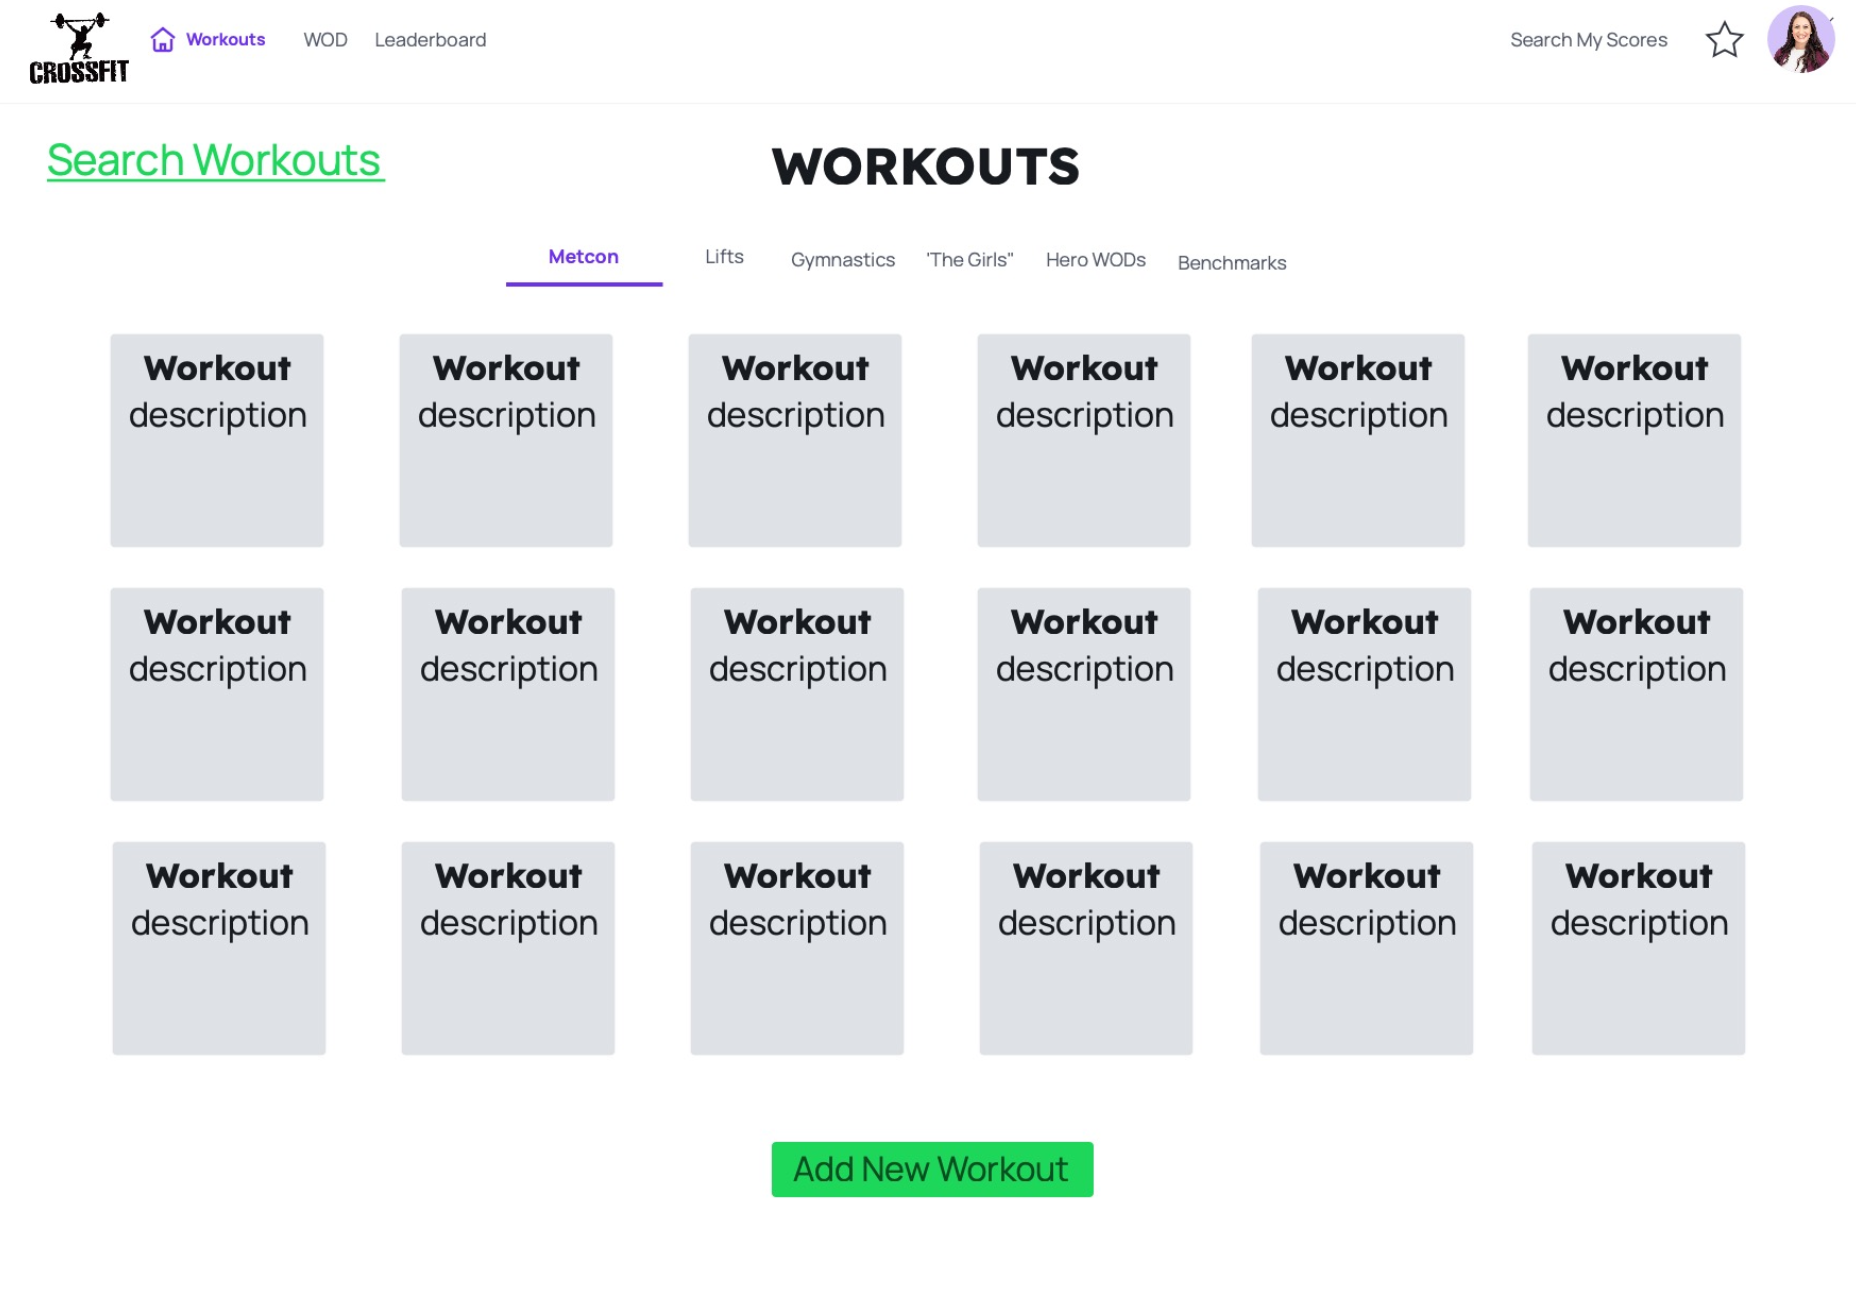 CROSSFIT
Workouts WOD Leaderboard Search My Scores
Search Workouts
WORKOUTS
Metcon Lifts Gymnastics 'The Girls" Hero WODs Benchmarks
Workout Workout Workout Workout Workout Workout
description description description description description description
Workout Workout Workout Workout Workout Workout
description description description description description description
Workout Workout Workout Workout Workout Workout
description description description description description description
Add New Workout